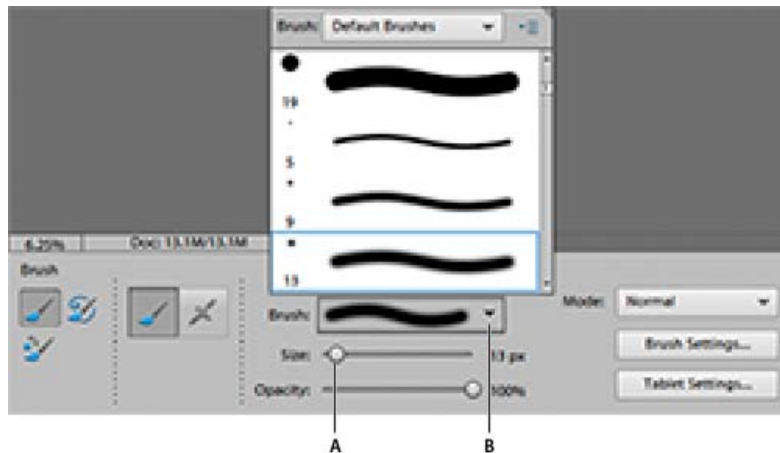 Brush: Default Brushes
19
5
9
13
6.25% Doc: 13.1M/13.1M
Brush
Brush:
Mode: Normal
Size: 13 px
Brush Settings...
Opacity: 100%
Tablet Settings...
A B